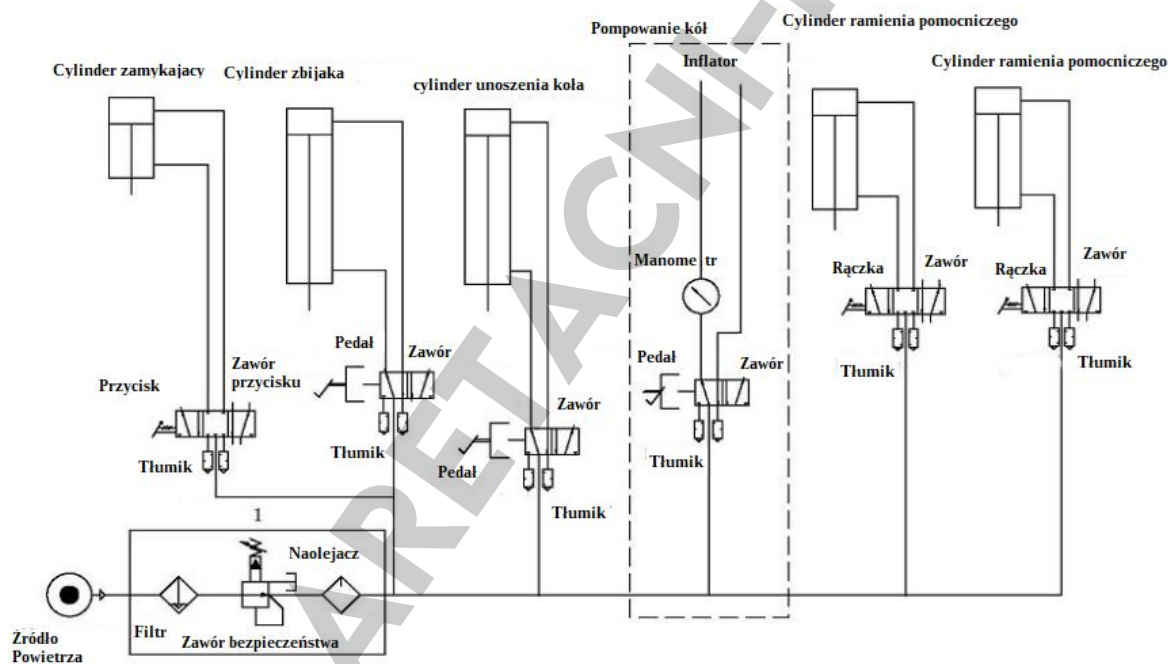 Cylinder ramienia pomocniczego
Pompowanie kół
Cylinder zamykajacy
Cylinder zbijaka
cylinder unoszenia koła
Inflator
Cylinder ramienia pomocniczego
Manome tr
Rączka
Zawór
Rączka
Zawór
Pedał
Zawór
Pedał
Zawór
Przycisk
Zawór
przycisku
Tłumik
Tłumik
Zawór
Tłumik
Tłumik
Pedał
Tłumik
Tłumik
1
Naolejacz
Filtr
Zawór bezpieczeństwa
Źródło
Powietrza